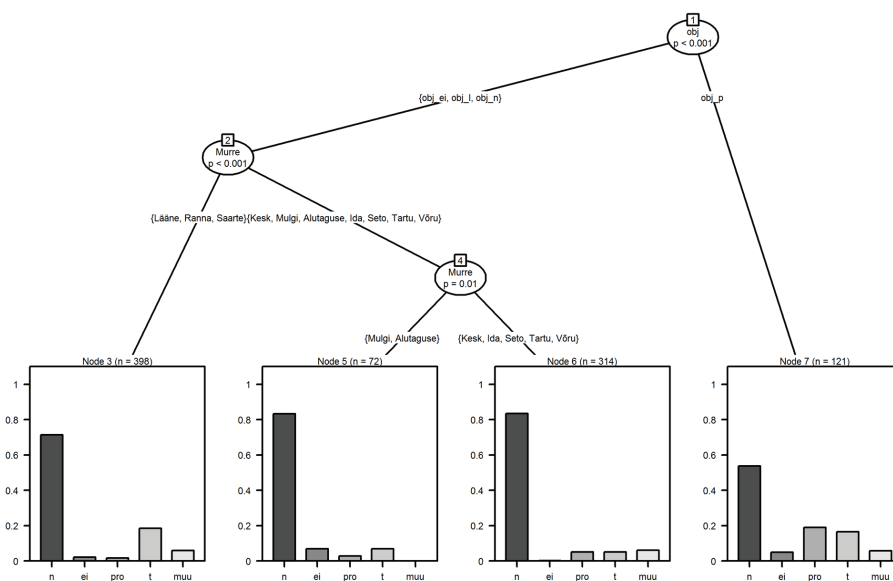 1
obj
p < 0.001
{obj_ei, obj_l, obj_n}
obj_p
2
Murre
p < 0.001
{Lääne, Ranna, Saarte}
{Kesk, Mulgi, Alutaguse, Ida, Seto, Tartu, Võru}
4
Murre
p = 0.01
{Mulgi, Alutaguse}
{Kesk, Ida, Seto, Tartu, Võru}
Node 3 (n = 398)
1
0.8
0.6
0.4
0.2
0
n ei pro t muu
Node 5 (n = 72)
1
0.8
0.6
0.4
0.2
0
n ei pro t muu
Node 6 (n = 314)
1
0.8
0.6
0.4
0.2
0
n ei pro t muu
Node 7 (n = 121)
1
0.8
0.6
0.4
0.2
0
n ei pro t muu